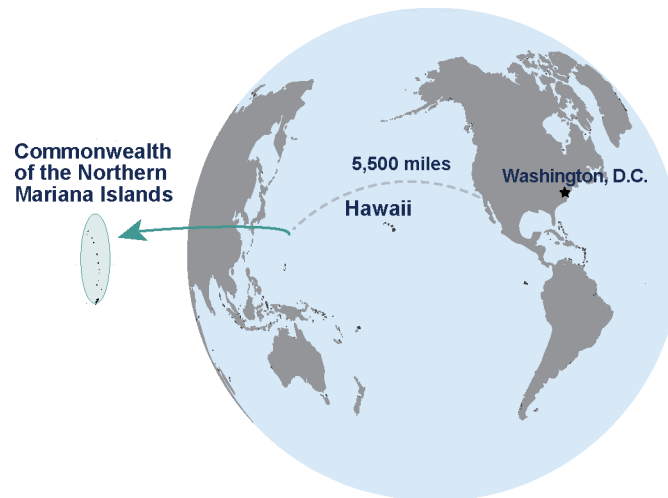 Commonwealth
of the Northern
Mariana Islands
5,500 miles
Washington, D.C.
Hawaii